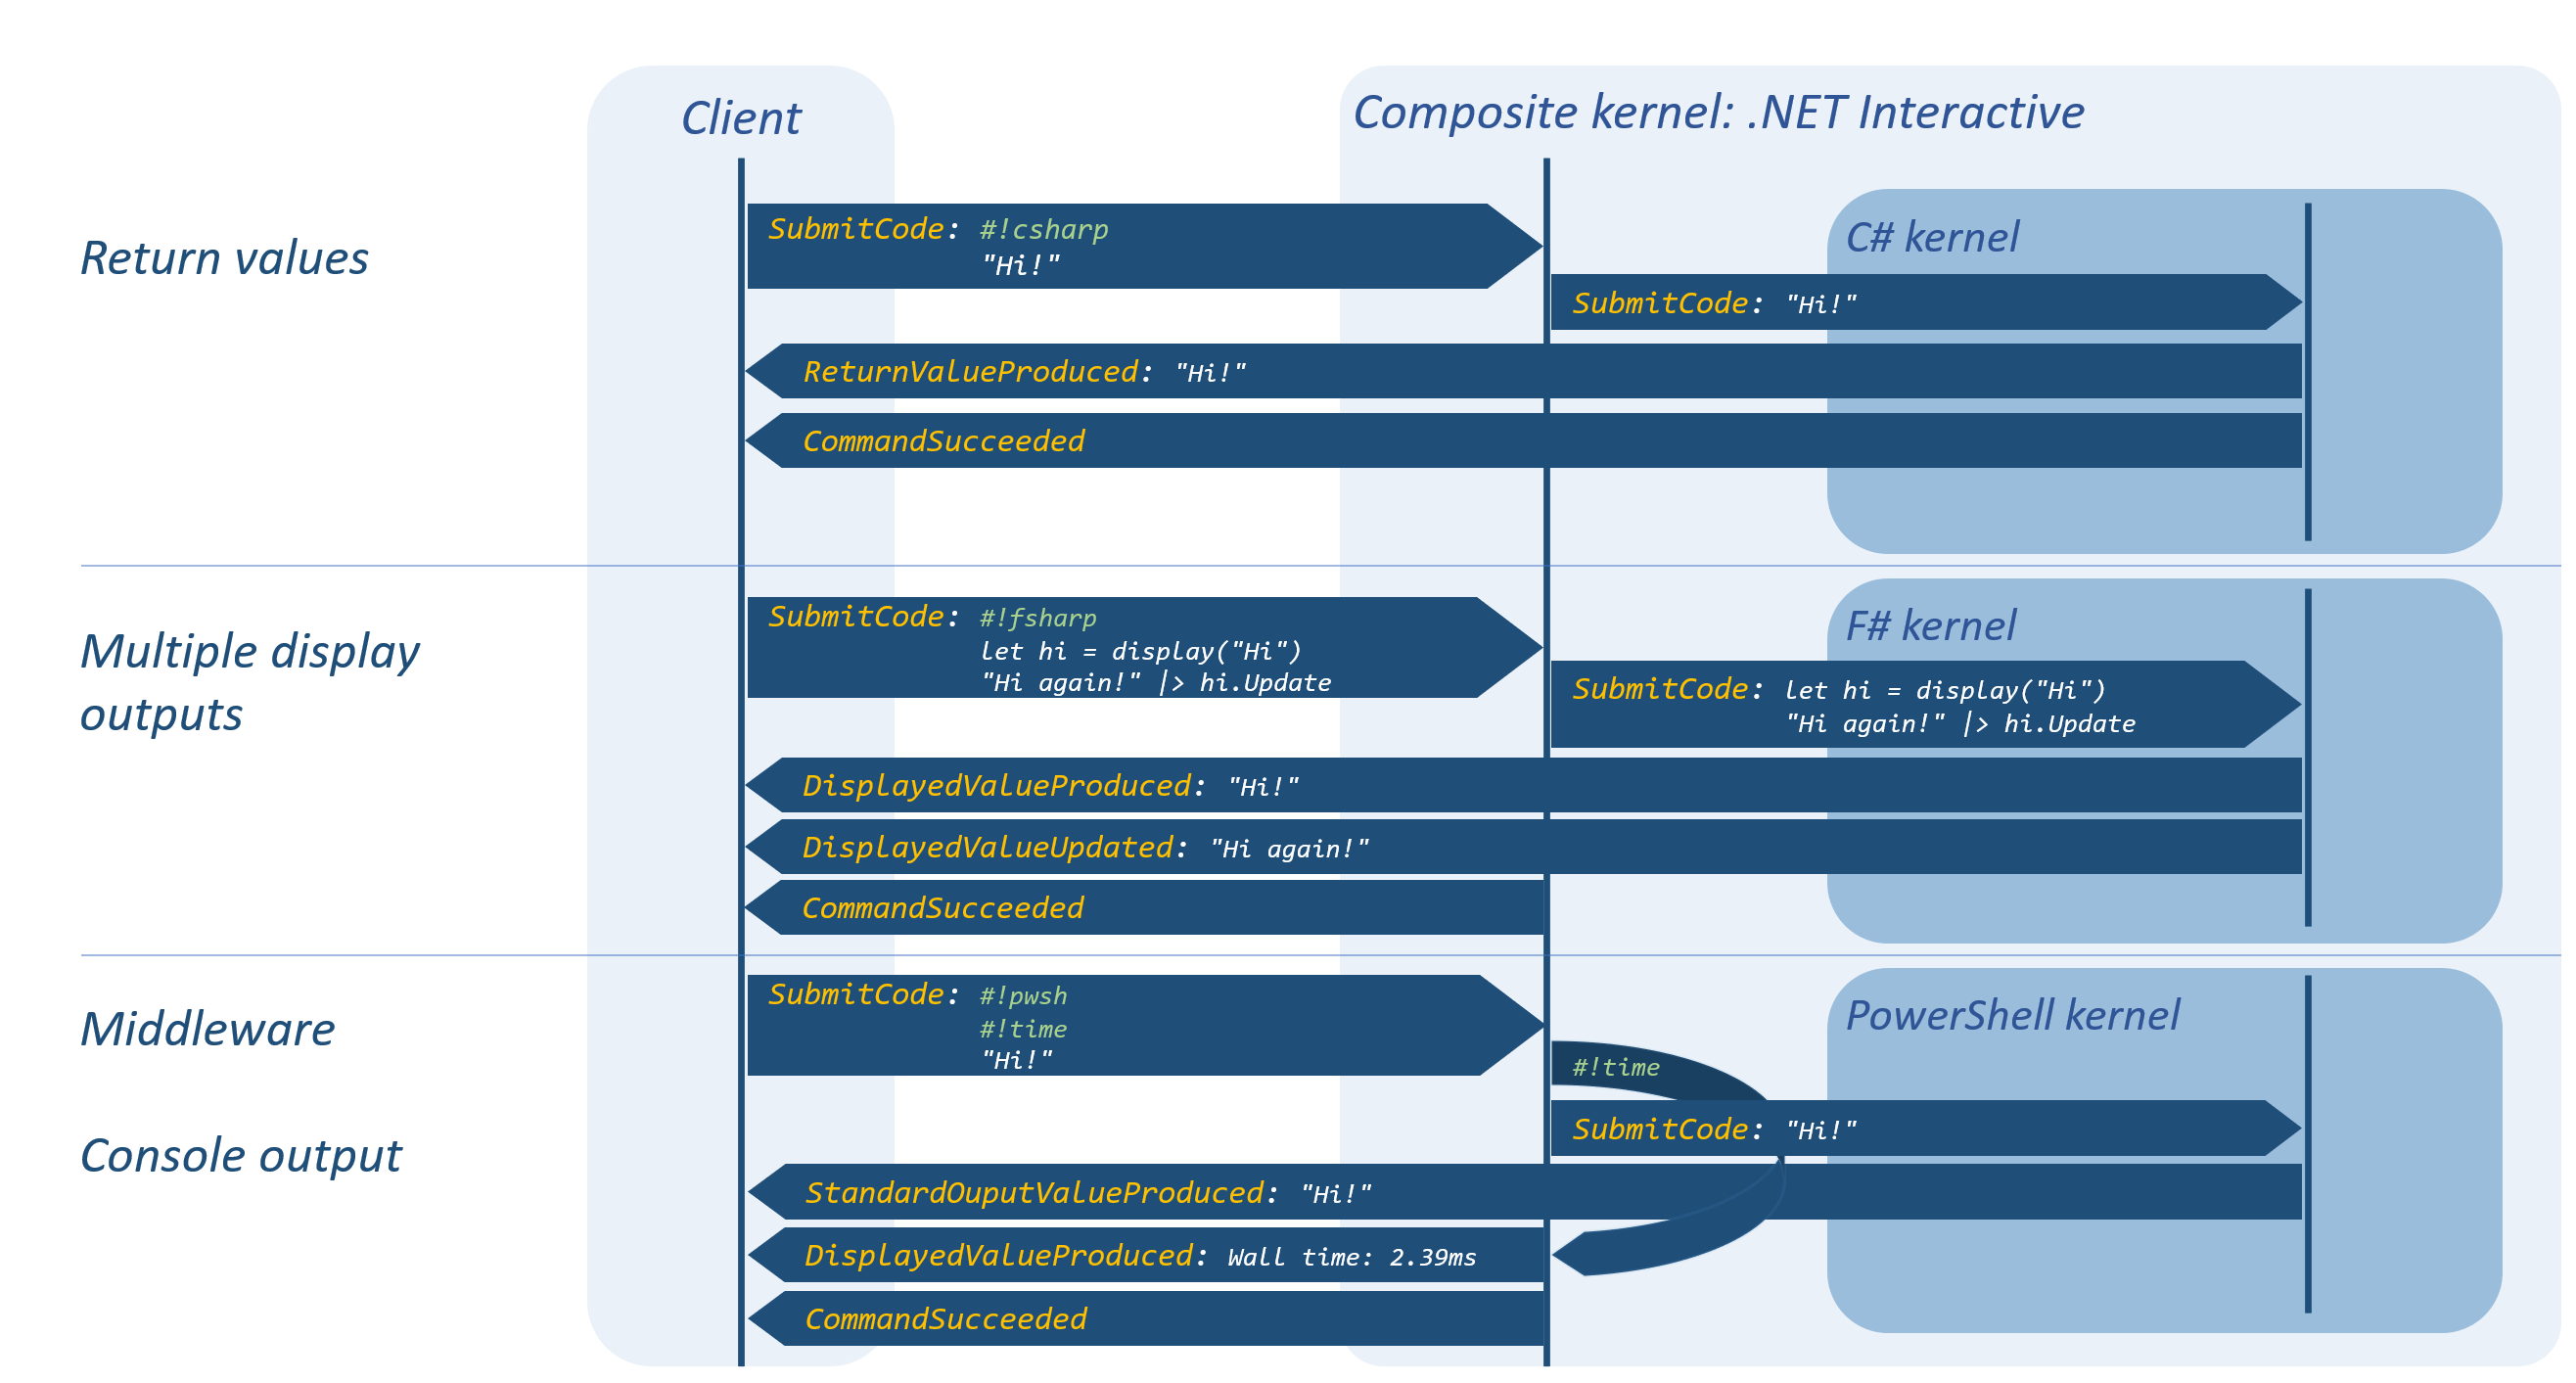 Client
Composite kernel: .NET Interactive
Return values
SubmitCode: #!csharp
"Hi!"
C# kernel
SubmitCode: "Hi!"
ReturnValueProduced: "Hi!"
CommandSucceeded
Multiple display
outputs
SubmitCode: #!fsharp
let hi = display("Hi")
"Hi again!" |> hi.Update
F# kernel
SubmitCode: let hi = display("Hi")
"Hi again!" |> hi.Update
DisplayedValueProduced: "Hi!"
DisplayedValueUpdated: "Hi again!"
CommandSucceeded
Middleware
Console output
SubmitCode: #!pwsh
#!time
"Hi!"
PowerShell kernel
#!time
SubmitCode: "Hi!"
StandardOuputValueProduced: "Hi!"
DisplayedValueProduced: Wall time: 2.39ms
CommandSucceeded